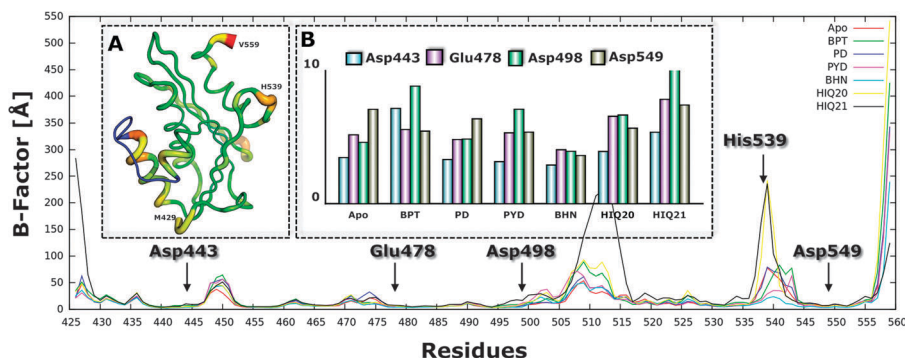 B-Factor [Å]
550
500
450
400
350
300
250
200
150
100
50
0
A
V559
H539
M429
B
10
0
Asp443 Glu478 Asp498 Asp549
Apo BPT PD PYD BHN HIQ20 HIQ21
Apo
BPT
PD
PYD
BHN
HIQ20
HIQ21
His539
Asp443 Glu478 Asp498 Asp549
425 430 435 440 445 450 455 460 465 470 475 480 485 490 495 500 505 510 515 520 525 530 535 540 545 550 555 560
Residues